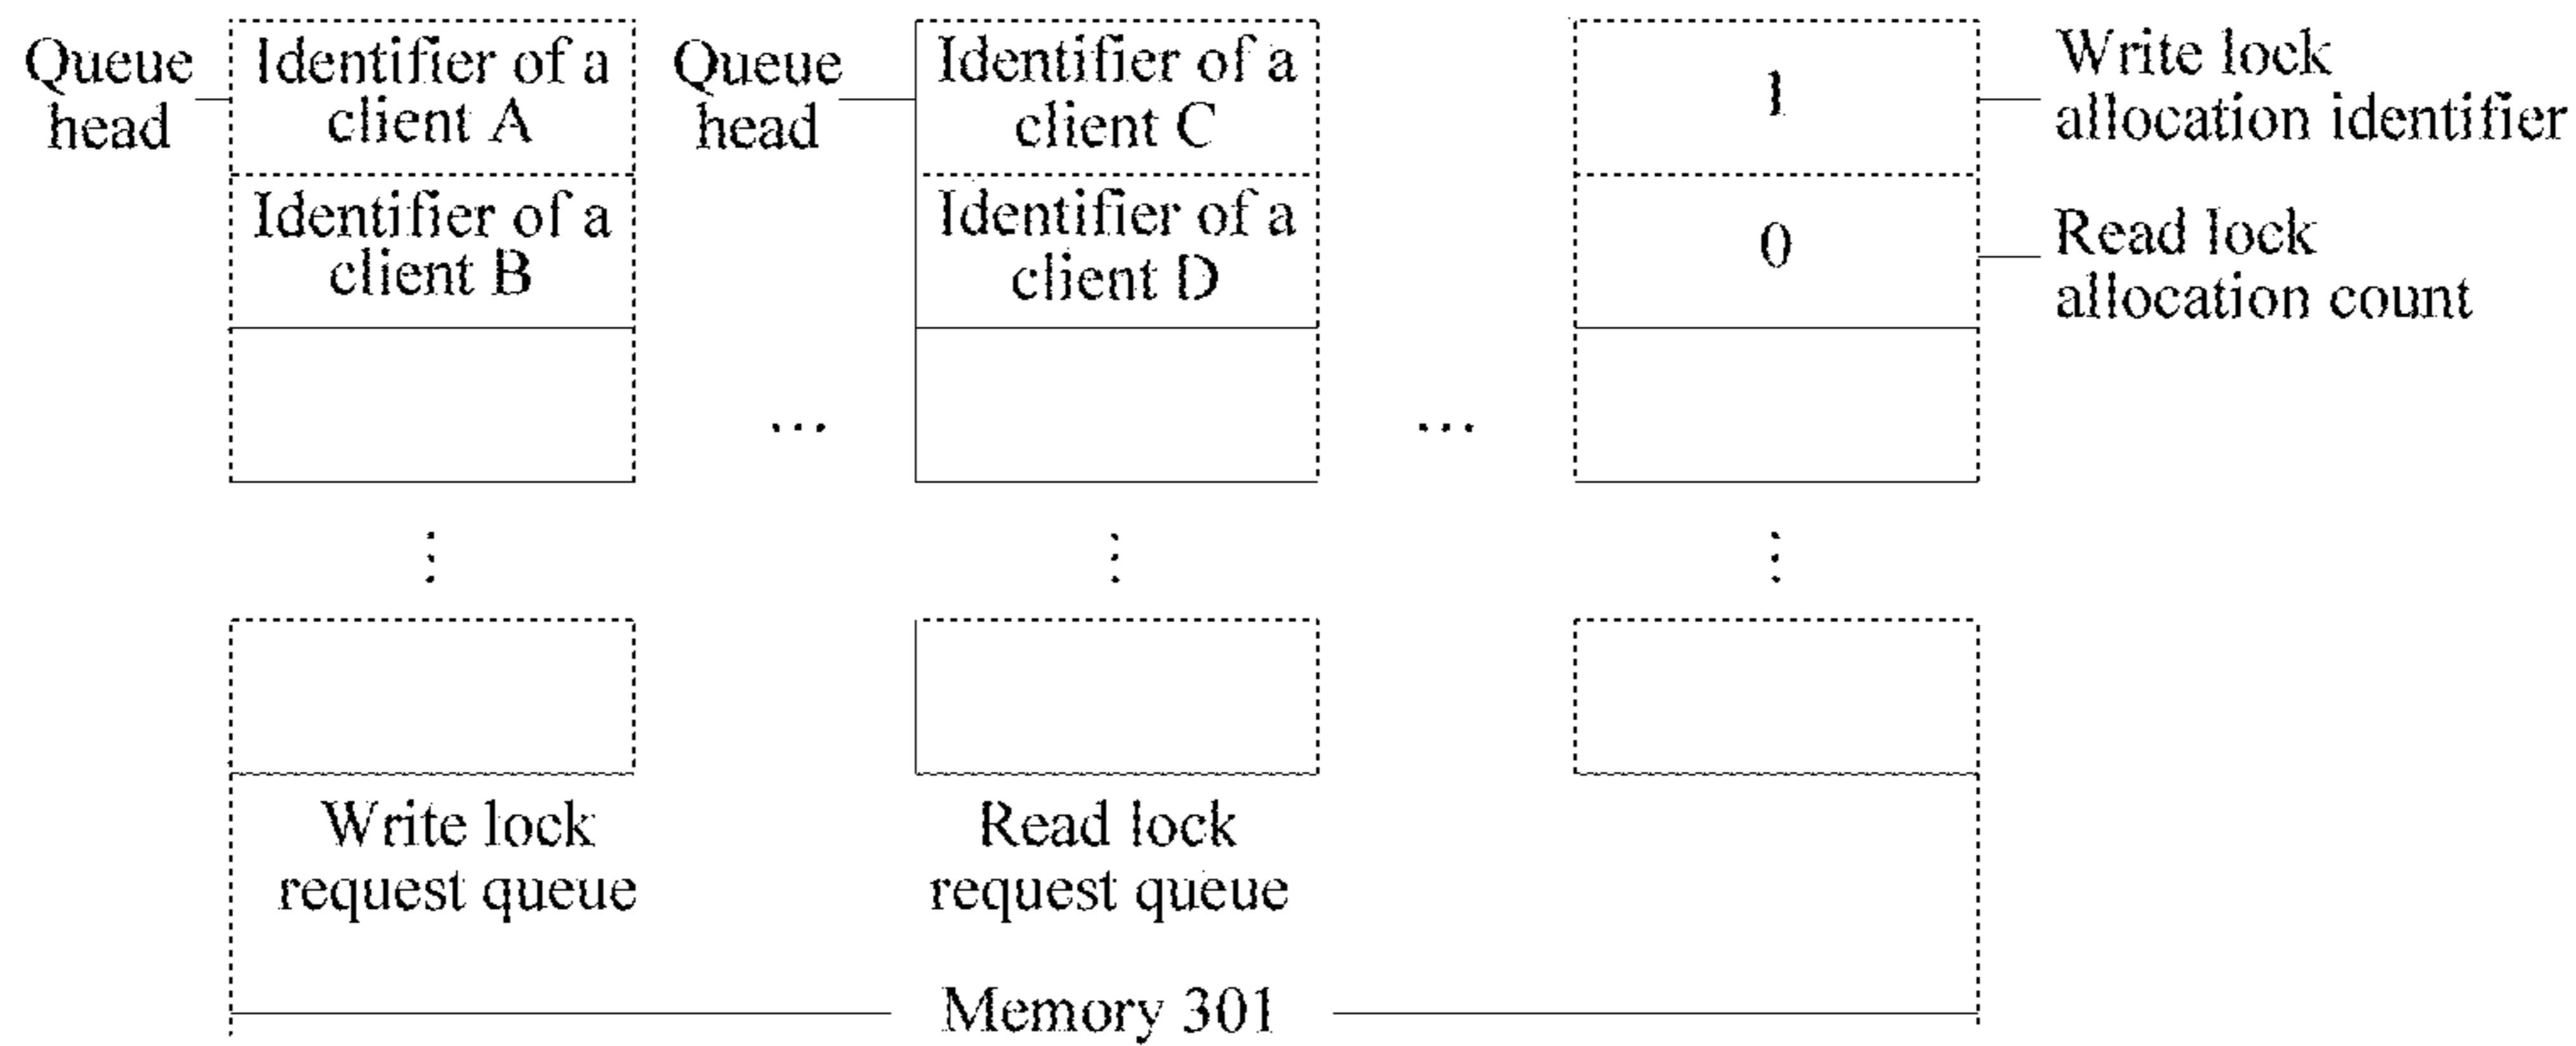 Queue
head
Identifier of a
client A
Identifier of a
client B
Queue
head
Identifier of a
client C
Identifier of a
client D
1
0
Write lock
allocation identifier
Read lock
allocation count
...
...
Write lock
request queue
Read lock
request queue
Memory 301